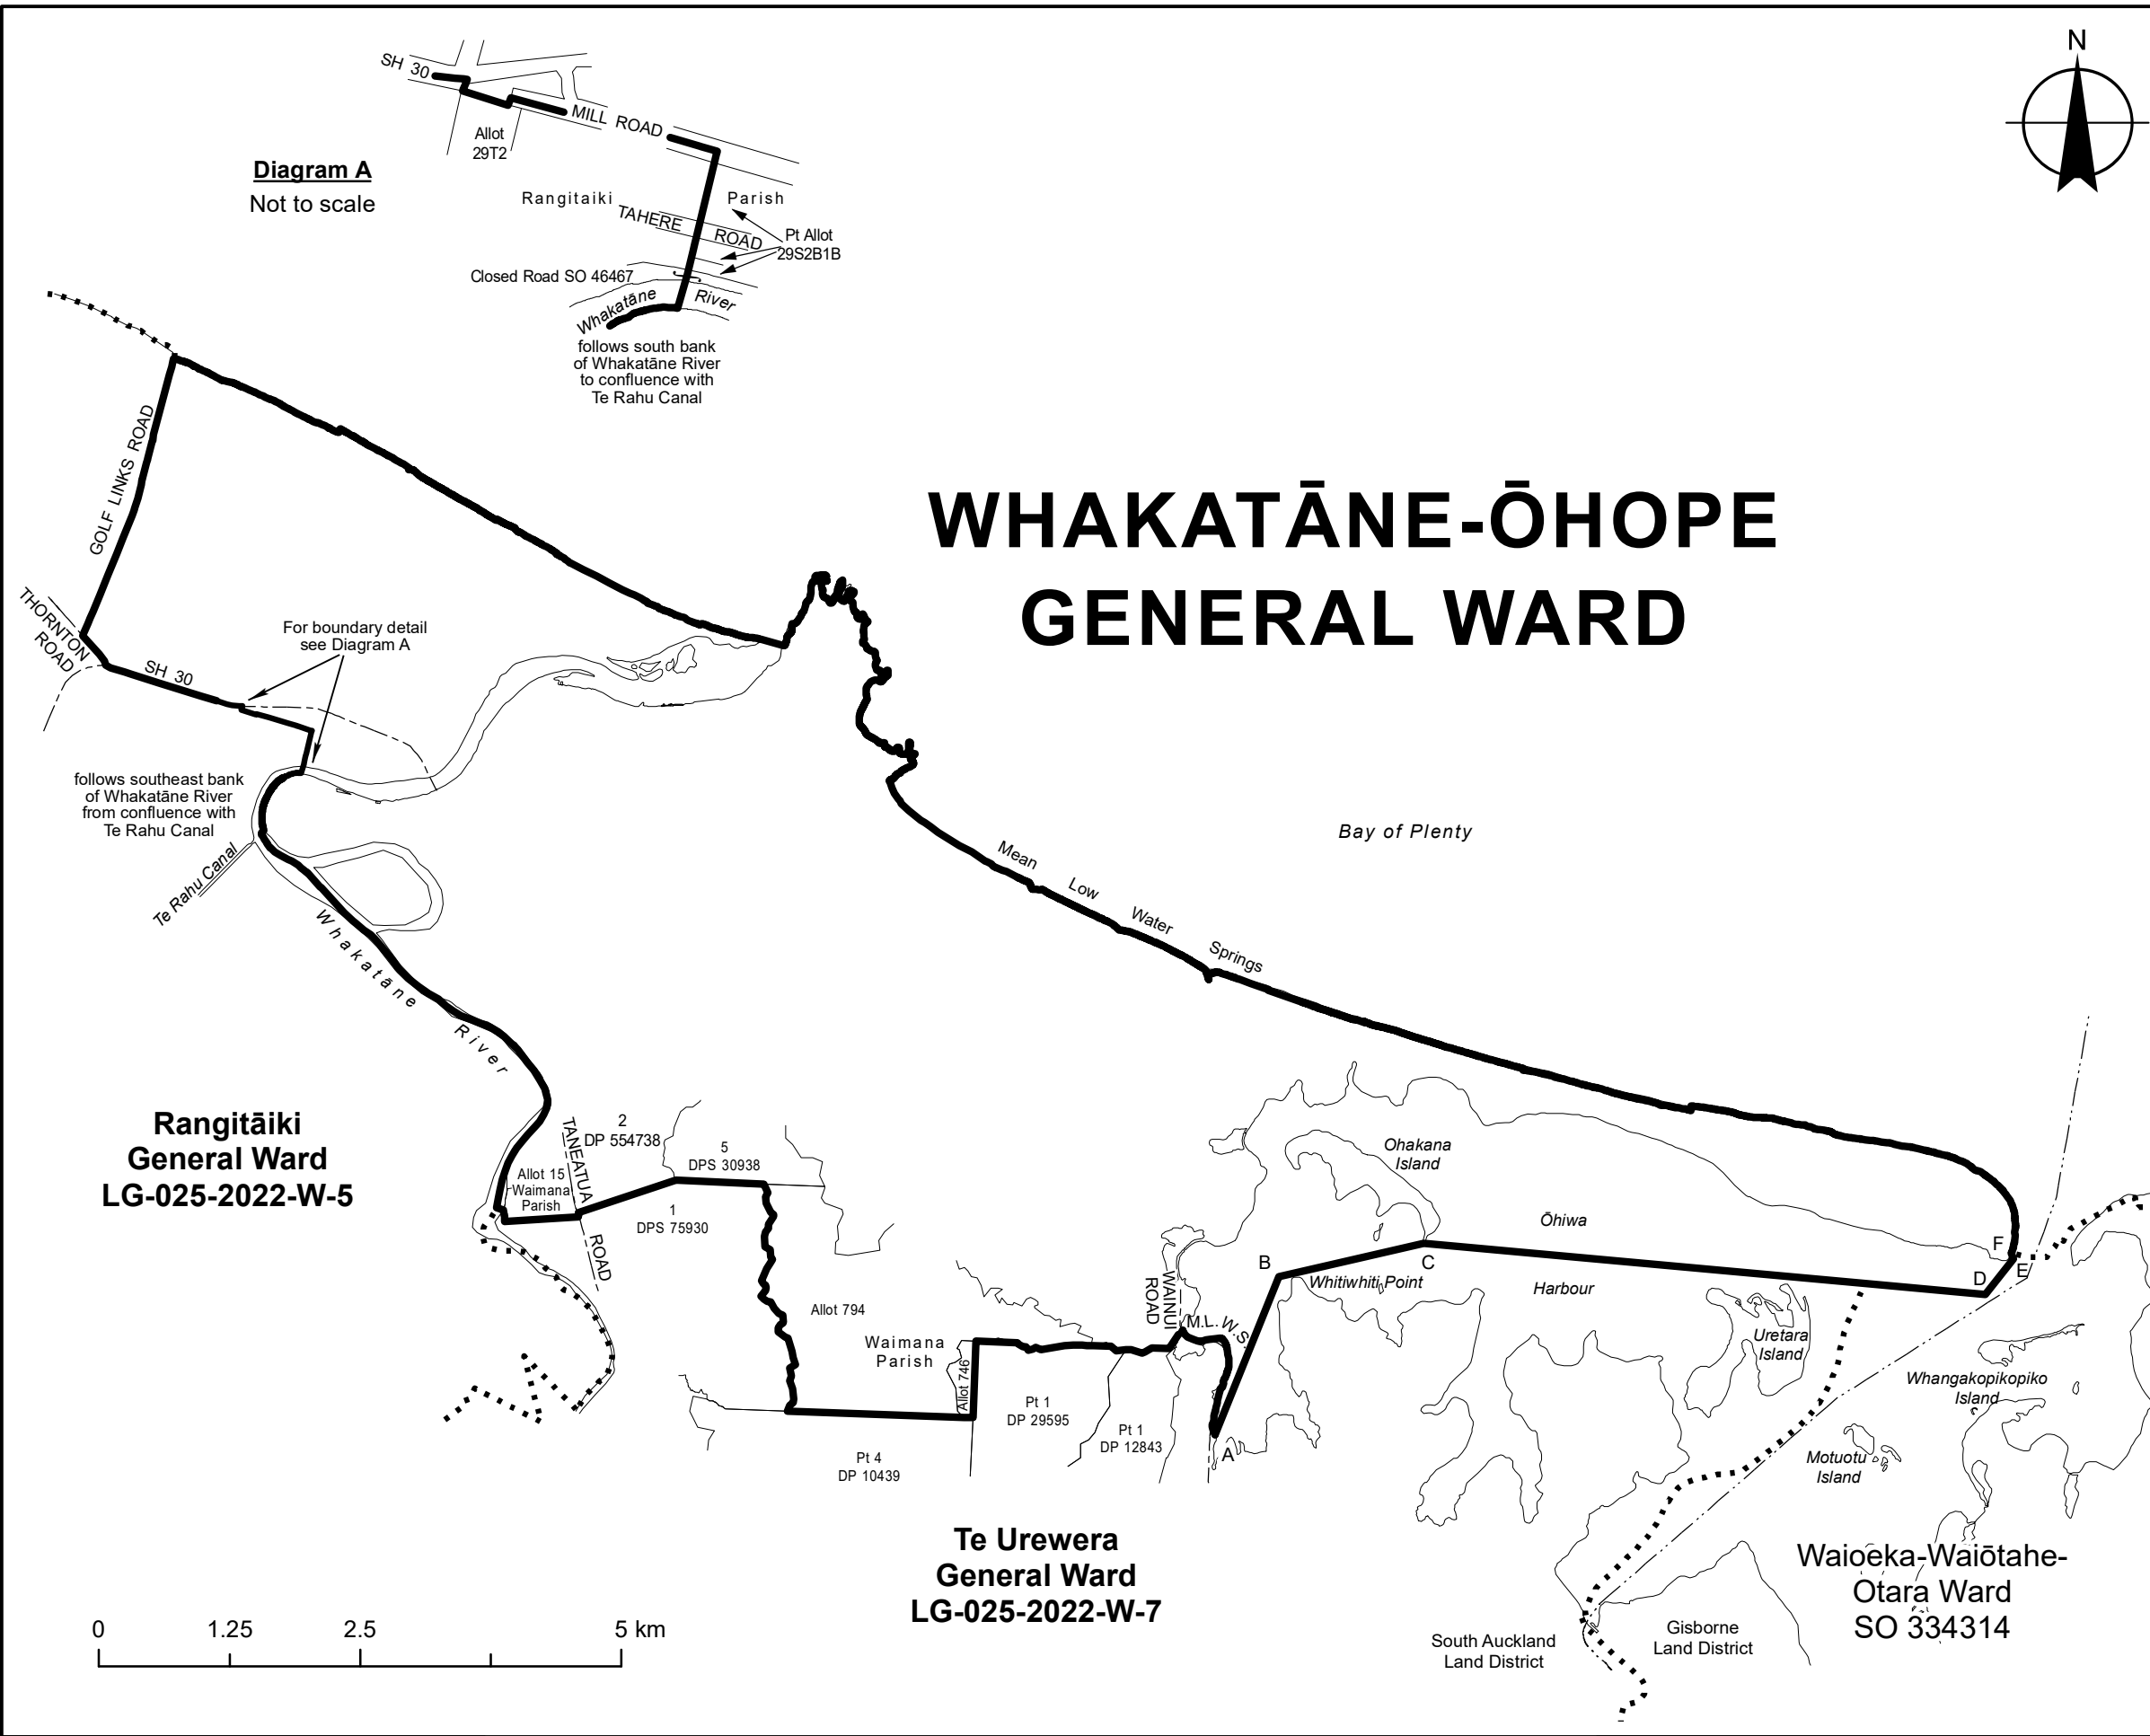 N
SH 30
MILL ROAD
Allot
29T2
Diagram A
Not to scale
Rangitaiki
Parish
TAHERE
ROAD
Pt Allot
29S2B1B
Closed Road SO 46467
Whakatāne
River
follows south bank
of Whakatāne River
to confluence with
Te Rahu Canal
GOLF LINKS ROAD
WHAKATĀNE-ŌHOPE
GENERAL WARD
THORNTON
ROAD
SH 30
For boundary detail
see Diagram A
follows southeast bank
of Whakatāne River
from confluence with
Te Rahu Canal
Te Rahu Canal
Bay of Plenty
Mean
Low
Water
Springs
Whakatāne
River
Rangitāiki
General Ward
LG-025-2022-W-5
TANEATUA
ROAD
2
DP 554738
5
DPS 30938
Allot 15
Waimana
Parish
1
DPS 75930
Ohakana
Island
Ōhiwa
Harbour
B
C
Whitiwhiti Point
F
E
D
WAINUI
ROAD
M.L.W.S.
Allot 794
Waimana
Parish
Allot 746
Uretara
Island
Whangakopikopiko
Island
Pt 1
DP 29595
Pt 1
DP 12843
A
Pt 4
DP 10439
Motuotu
Island
Te Urewera
General Ward
LG-025-2022-W-7
Waioeka-Waiōtahe-
Otara Ward
SO 334314
0
1.25
2.5
5 km
South Auckland
Land District
Gisborne
Land District